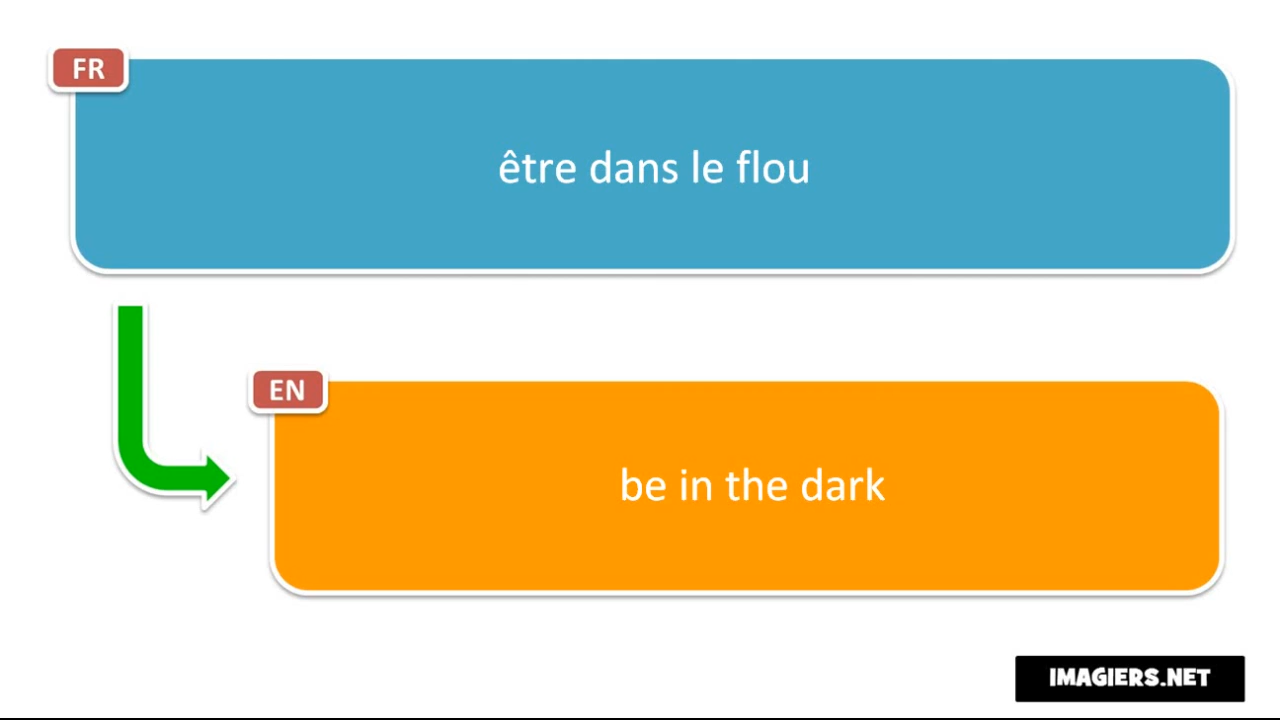 FR
être dans le flou
EN
be in the dark
IMAGIERS.NET